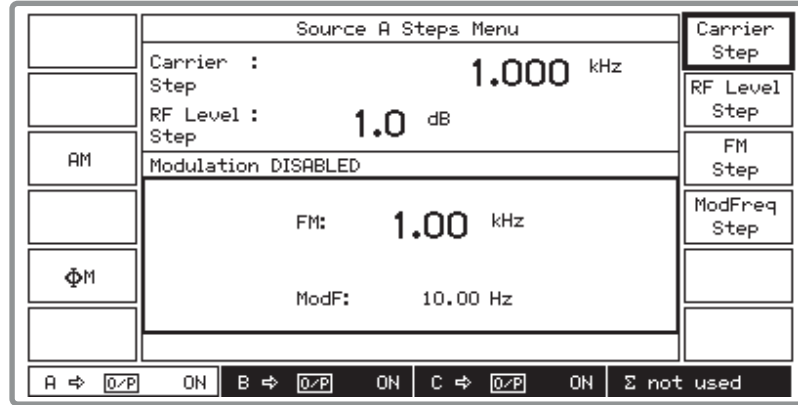 Source A Steps Menu
Carrier : 1.000 kHz
Step
RF Level : 1.0 dB
Step
Modulation DISABLED
FM: 1.00 kHz
ModF: 10.00 Hz
AM
ΦM
Carrier
Step
RF Level
Step
FM
Step
ModFreq
Step
A ⇨ O/P ON B ⇨ O/P ON C ⇨ O/P ON Σ not used